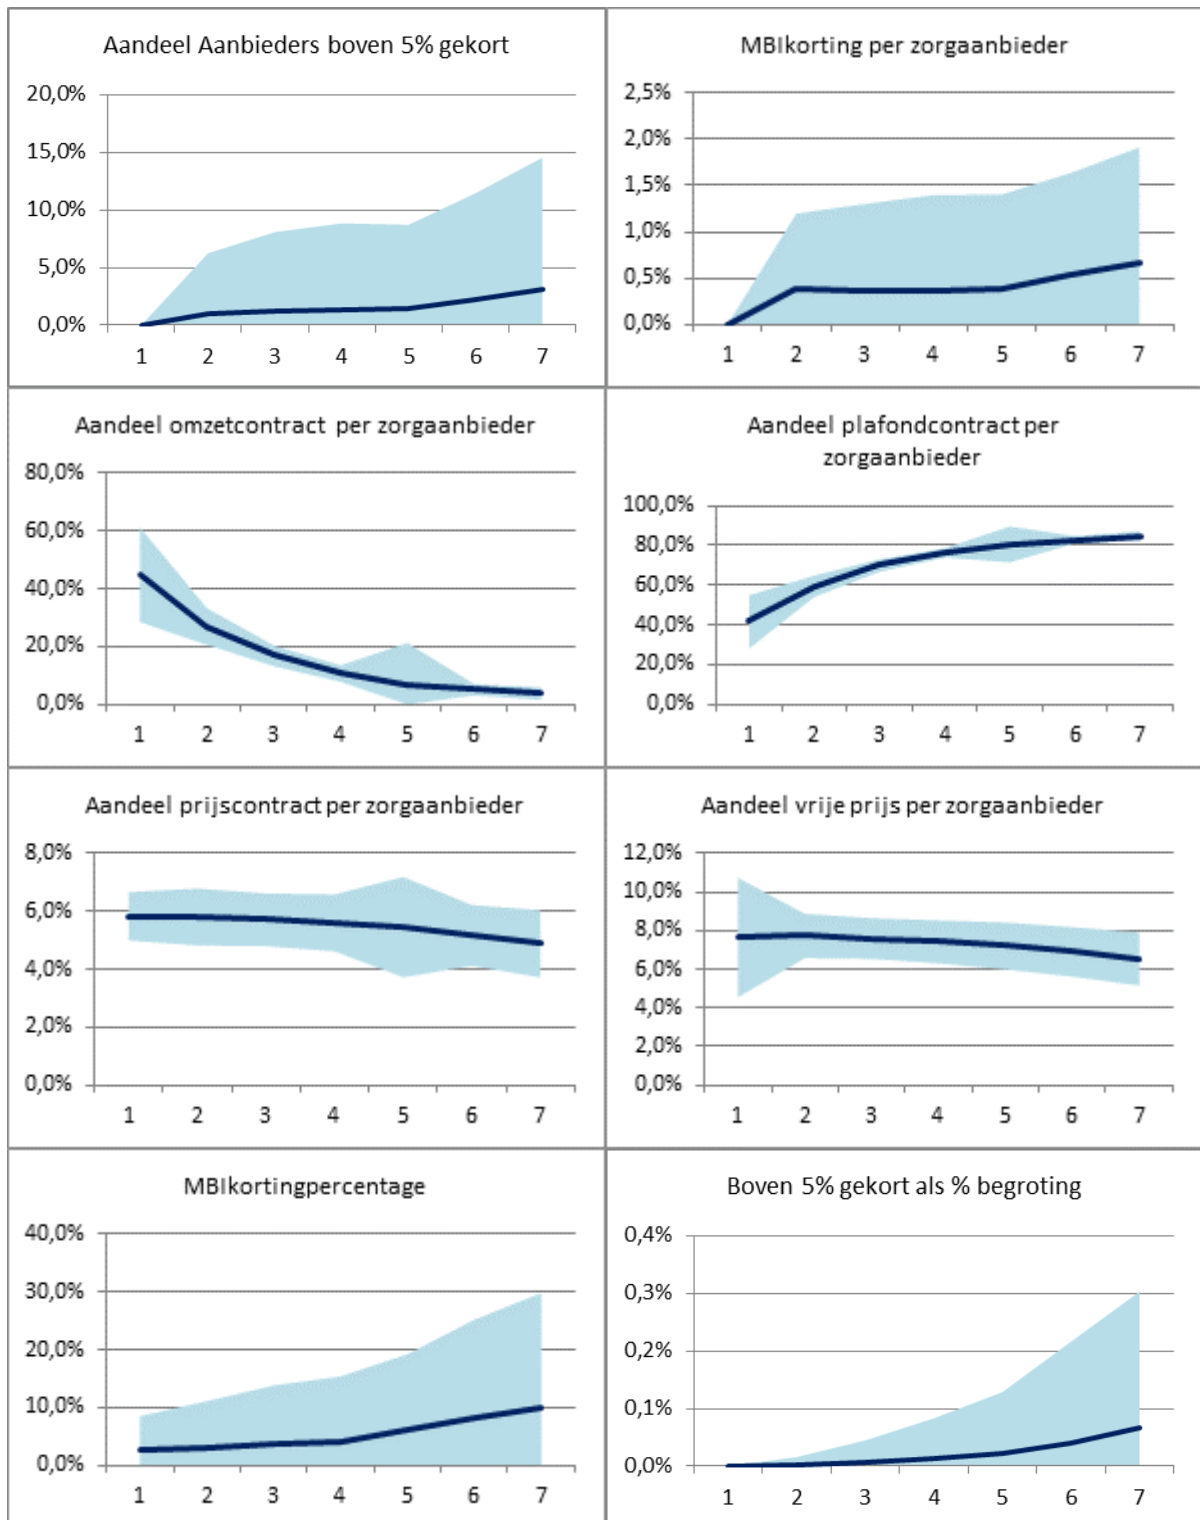 Aandeel Aanbieders boven 5% gekort
20,0%
15,0%
10,0%
5,0%
0,0%
1 2 3 4 5 6 7
MBIkorting per zorgaanbieder
2,5%
2,0%
1,5%
1,0%
0,5%
0,0%
1 2 3 4 5 6 7
Aandeel omzetcontract per zorgaanbieder
80,0%
60,0%
40,0%
20,0%
0,0%
1 2 3 4 5 6 7
Aandeel plafondcontract per
zorgaanbieder
100,0%
80,0%
60,0%
40,0%
20,0%
0,0%
1 2 3 4 5 6 7
Aandeel prijscontract per zorgaanbieder
8,0%
6,0%
4,0%
2,0%
0,0%
1 2 3 4 5 6 7
Aandeel vrije prijs per zorgaanbieder
12,0%
10,0%
8,0%
6,0%
4,0%
2,0%
0,0%
1 2 3 4 5 6 7
MBIkortingpercentage
40,0%
30,0%
20,0%
10,0%
0,0%
1 2 3 4 5 6 7
Boven 5% gekort als % begroting
0,4%
0,3%
0,2%
0,1%
0,0%
1 2 3 4 5 6 7